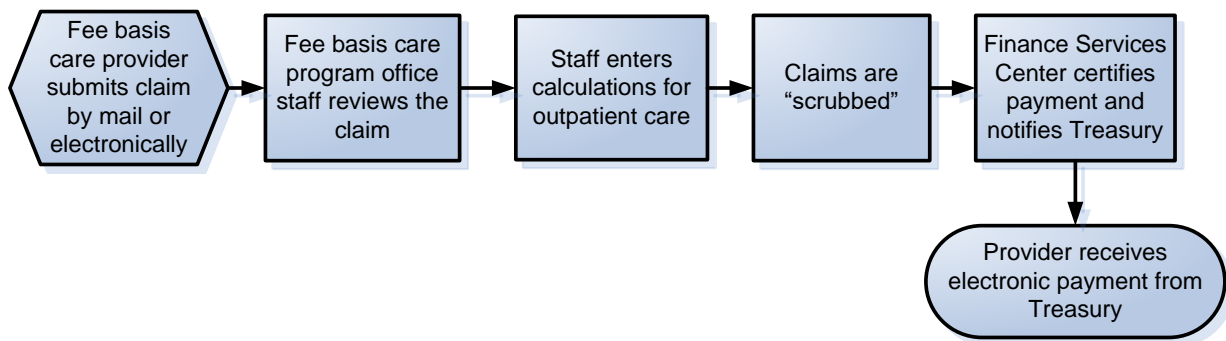 Fee basis
care provider
submits claim
by mail or
electronically
Fee basis care
program office
staff reviews the
claim
Staff enters
calculations for
outpatient care
Claims are
“scrubbed”
Finance Services
Center certifies
payment and
notifies Treasury
Provider receives
electronic payment from
Treasury